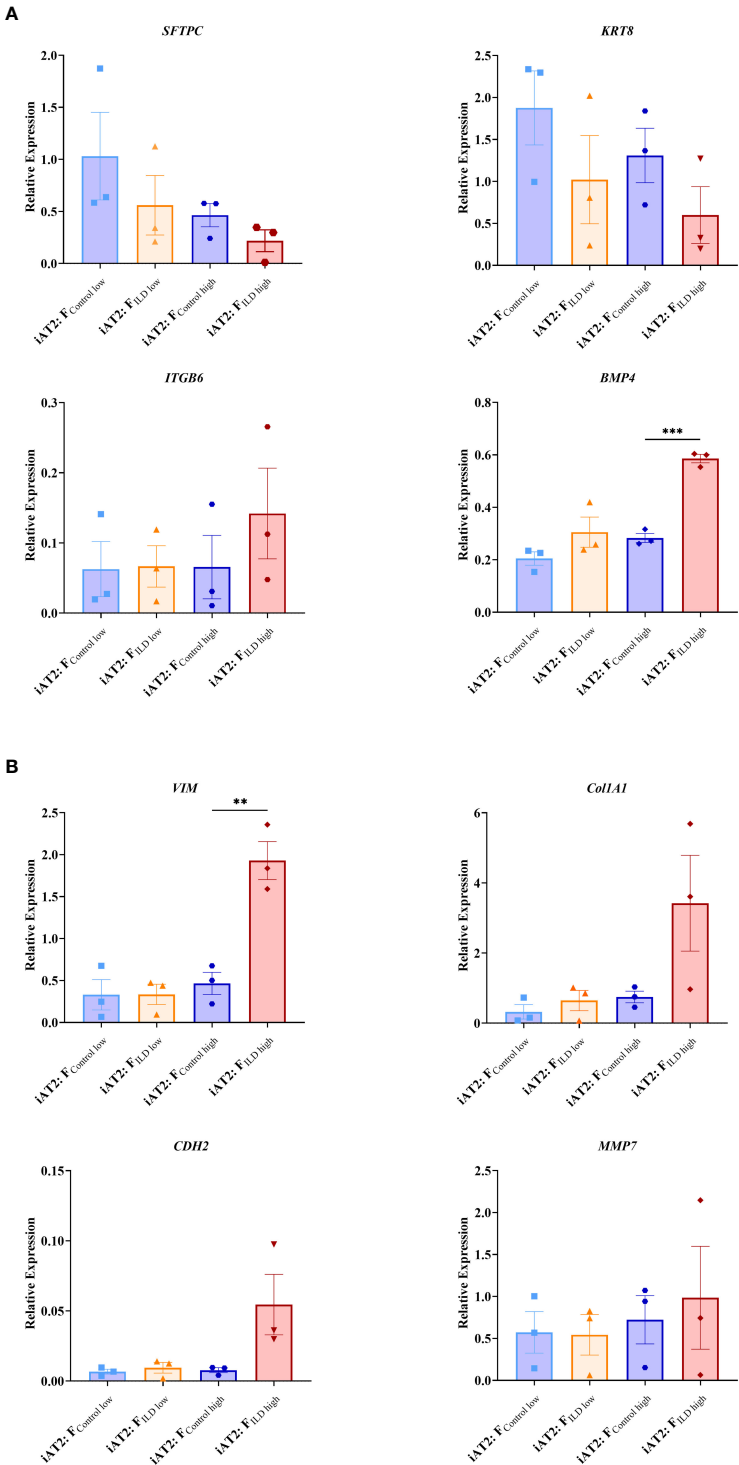 A
SFTPC
KRT8
Relative Expression
2.0
1.5
1.0
0.5
0.0
iAT2: FControl low
iAT2: FILD low
iAT2: FControl high
iAT2: FILD high
Relative Expression
2.5
2.0
1.5
1.0
0.5
0.0
iAT2: FControl low
iAT2: FILD low
iAT2: FControl high
iAT2: FILD high
ITGB6
BMP4
Relative Expression
0.3
0.2
0.1
0.0
iAT2: FControl low
iAT2: FILD low
iAT2: FControl high
iAT2: FILD high
Relative Expression
0.8
0.6
0.4
0.2
0.0
***
iAT2: FControl low
iAT2: FILD low
iAT2: FControl high
iAT2: FILD high
B
VIM
Col1A1
Relative Expression
2.5
2.0
1.5
1.0
0.5
0.0
**
iAT2: FControl low
iAT2: FILD low
iAT2: FControl high
iAT2: FILD high
Relative Expression
6
4
2
0
iAT2: FControl low
iAT2: FILD low
iAT2: FControl high
iAT2: FILD high
CDH2
MMP7
Relative Expression
0.15
0.10
0.05
0.00
iAT2: FControl low
iAT2: FILD low
iAT2: FControl high
iAT2: FILD high
Relative Expression
2.5
2.0
1.5
1.0
0.5
0.0
iAT2: FControl low
iAT2: FILD low
iAT2: FControl high
iAT2: FILD high